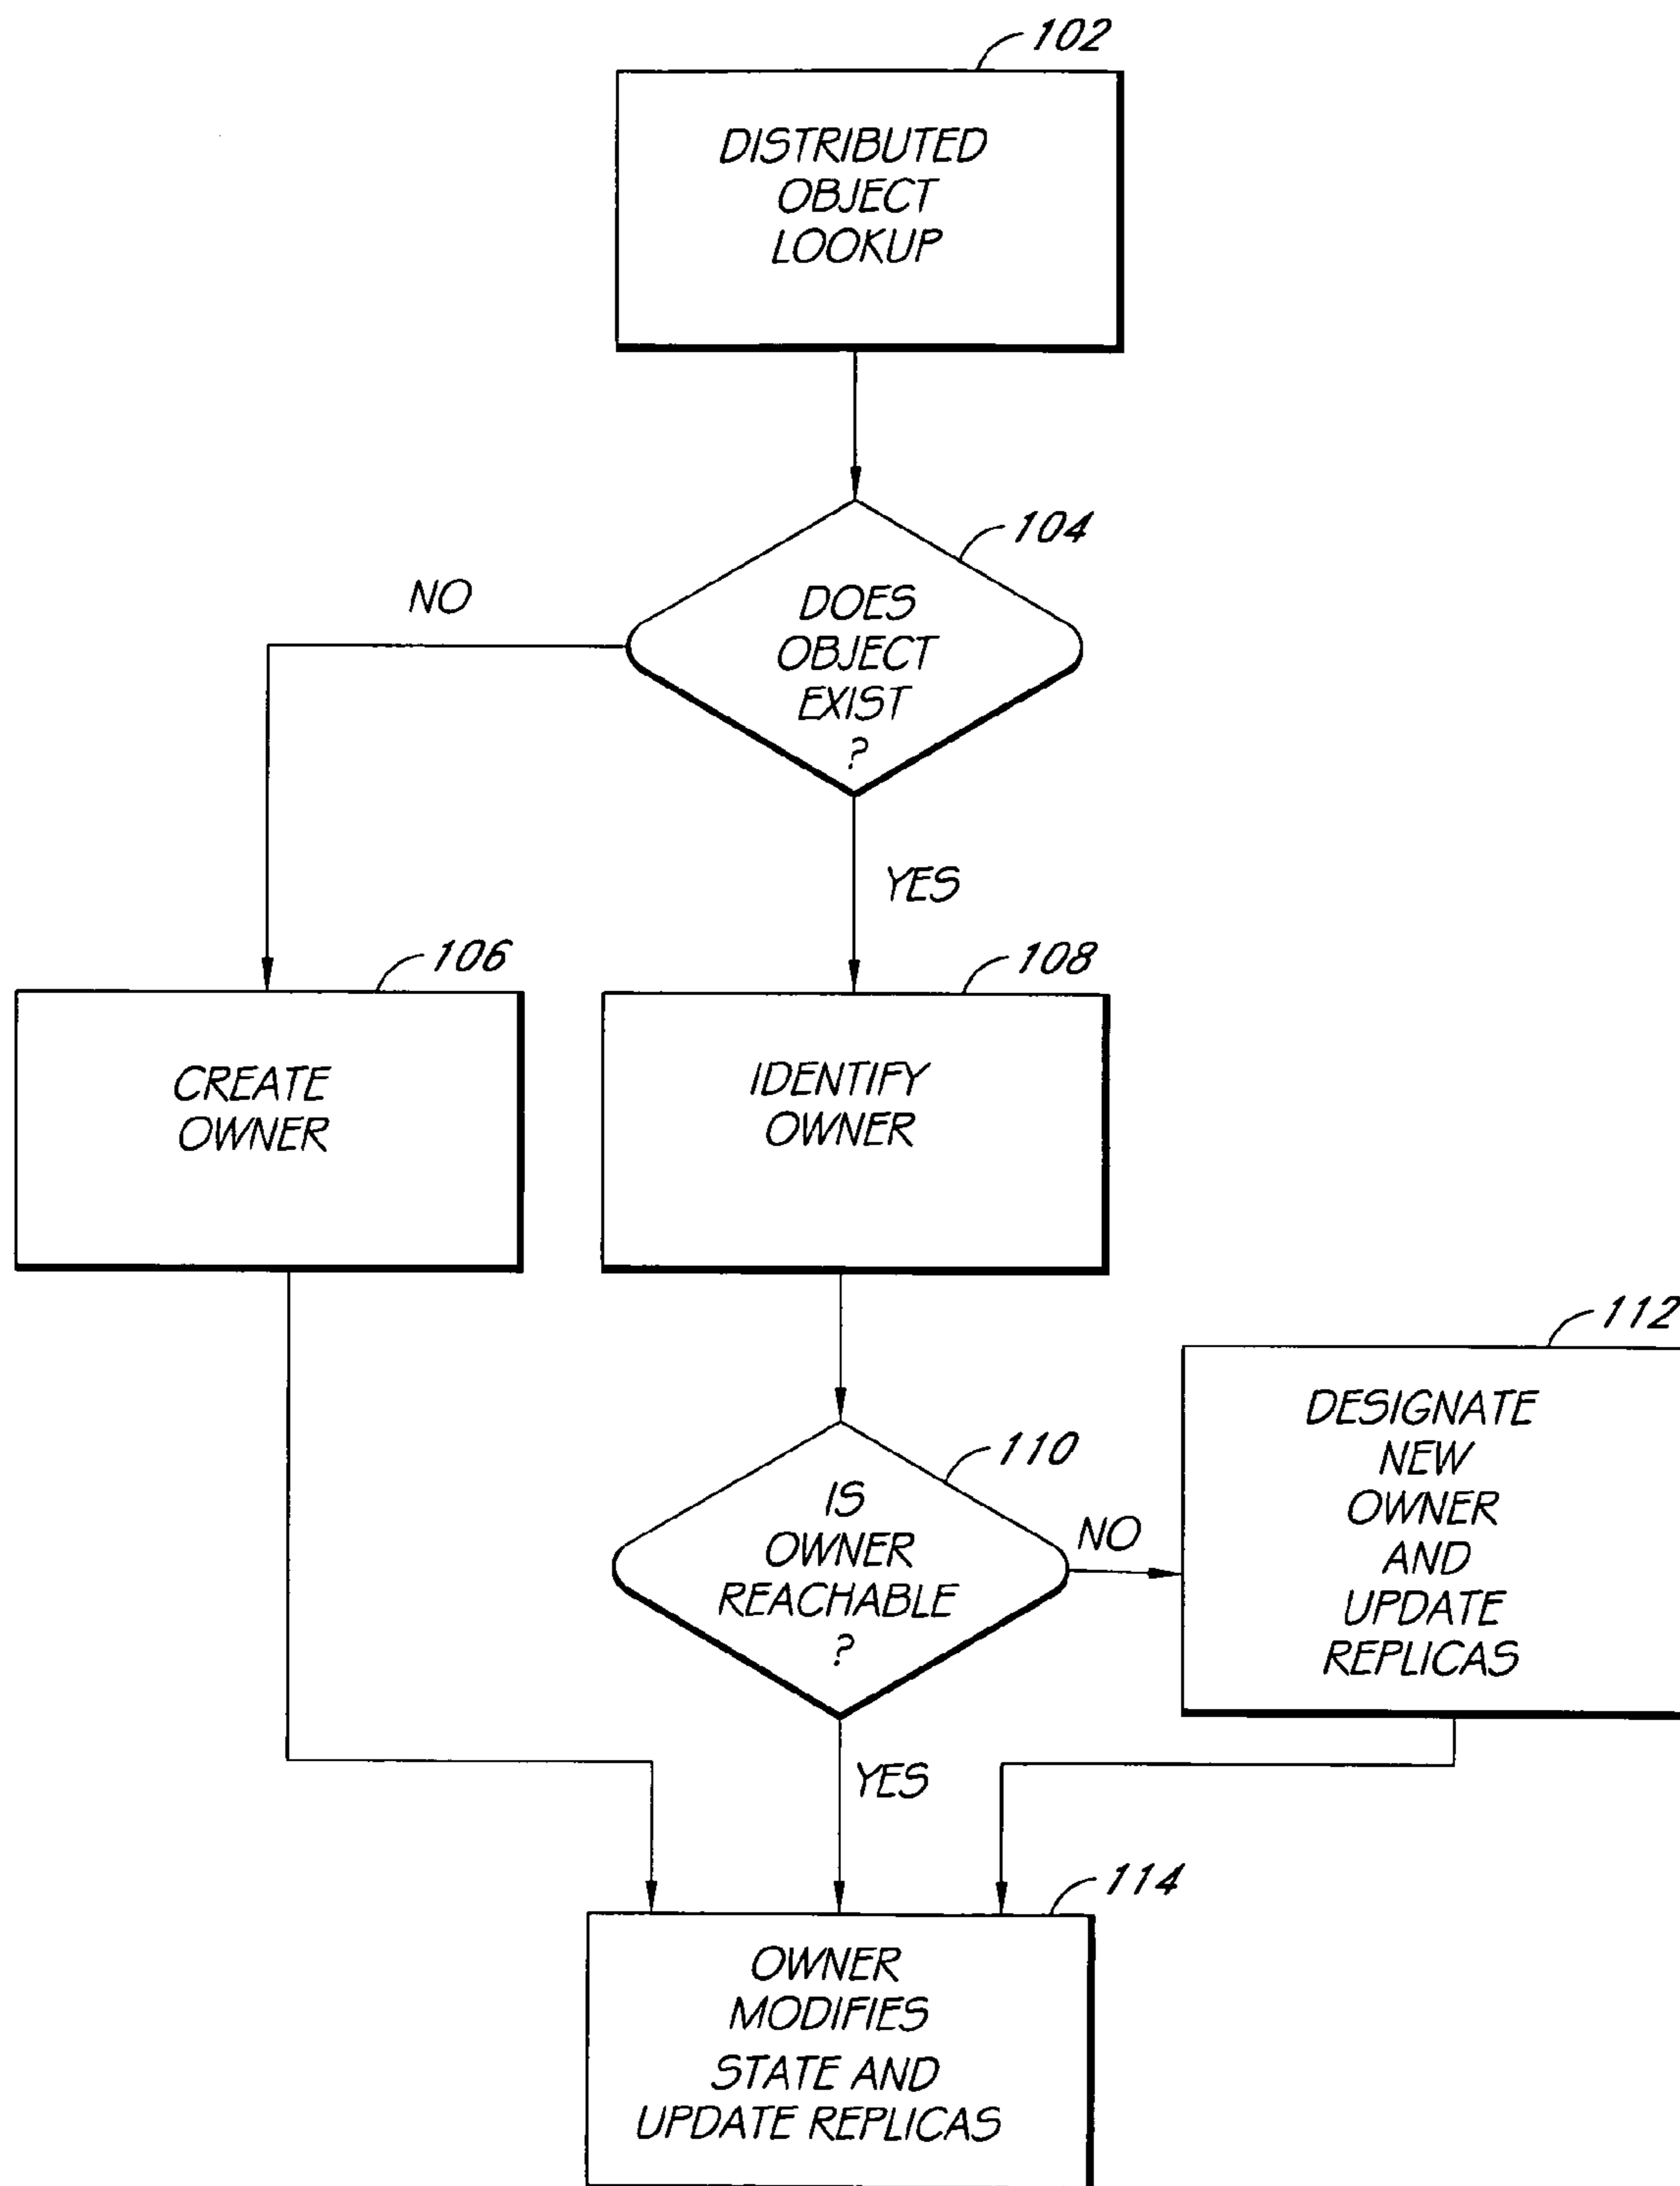 102
DISTRIBUTED
OBJECT
LOOKUP
104
DOES
OBJECT
EXIST
?
NO
YES
106
CREATE
OWNER
108
IDENTIFY
OWNER
110
IS
OWNER
REACHABLE
?
NO
YES
112
DESIGNATE
NEW
OWNER
AND
UPDATE
REPLICAS
114
OWNER
MODIFIES
STATE AND
UPDATE REPLICAS